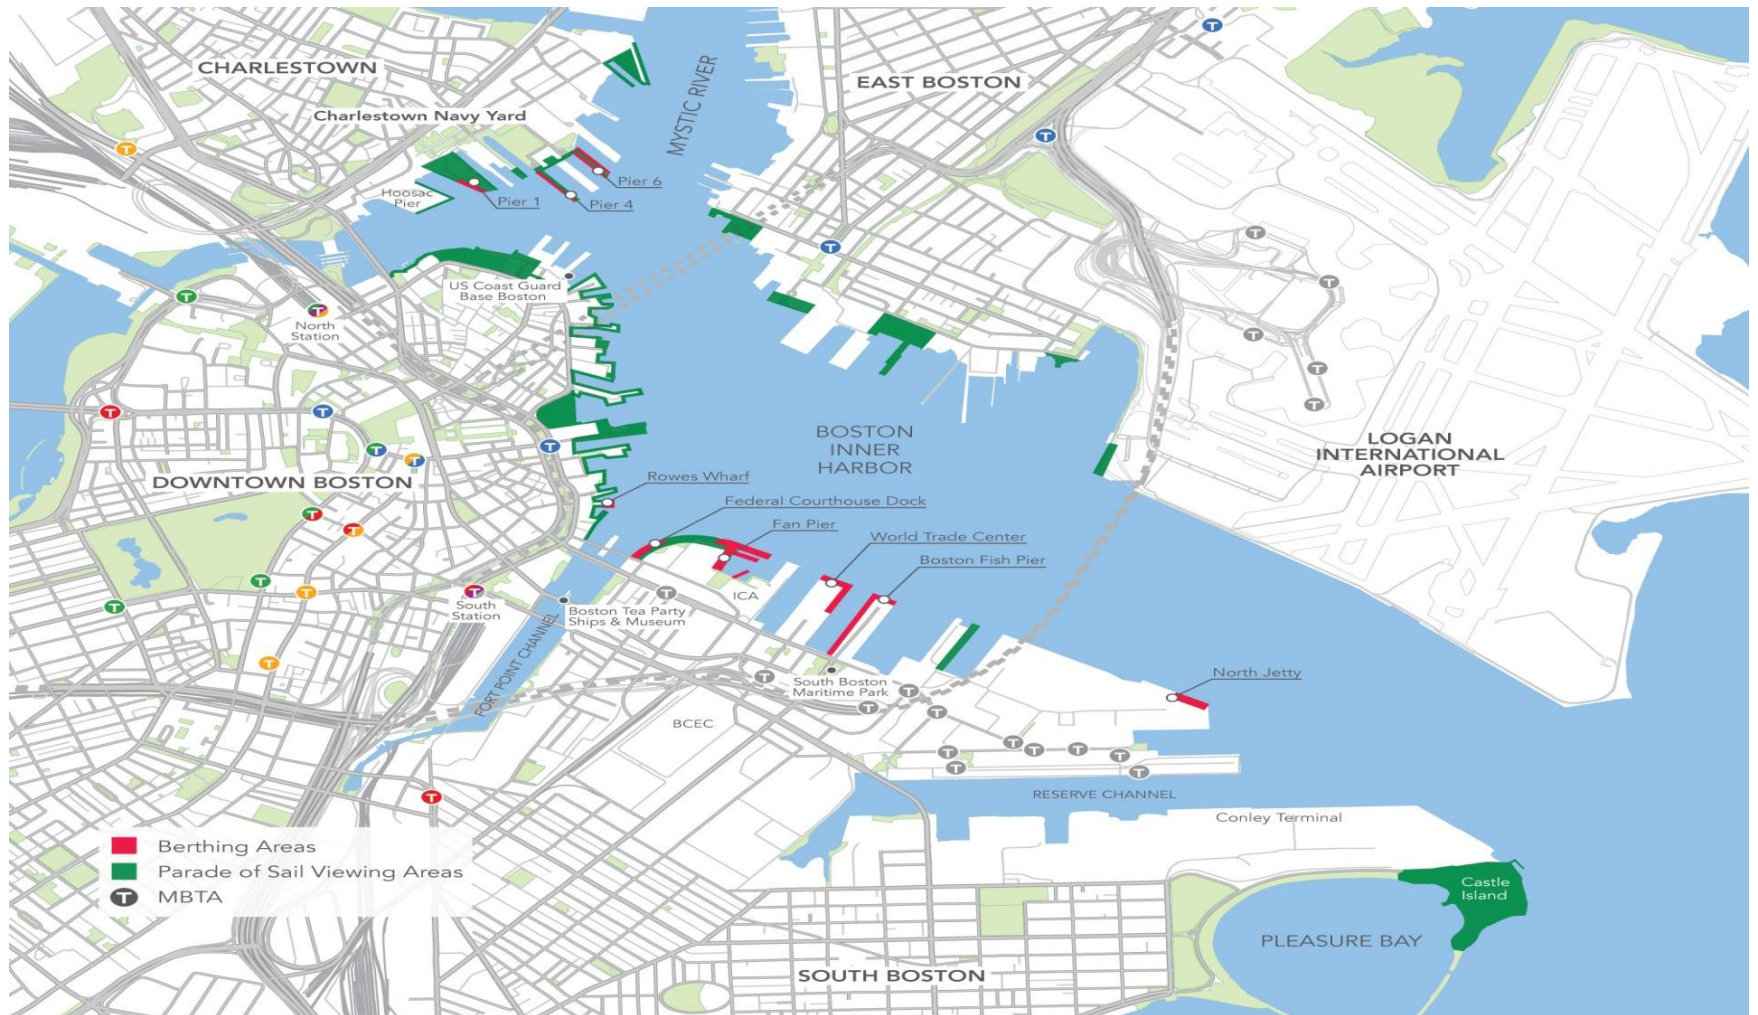 CHARLESTOWN
Charlestown Navy Yard
MYSTIC RIVER
EAST BOSTON
Hoosac
Pier
Pier 1
Pier 4
Pier 6
US Coast Guard
Base Boston
North
Station
BOSTON
INNER
HARBOR
LOGAN
INTERNATIONAL
AIRPORT
DOWNTOWN BOSTON
Rowes Wharf
Federal Courthouse Dock
Fan Pier
World Trade Center
Boston Fish Pier
South
Station
Boston Tea Party
Ships & Museum
ICA
FORT POINT CHANNEL
South Boston
Maritime Park
North Jetty
BCEC
RESERVE CHANNEL
Conley Terminal
Berthing Areas
Parade of Sail Viewing Areas
T MBTA
Castle
Island
PLEASURE BAY
SOUTH BOSTON